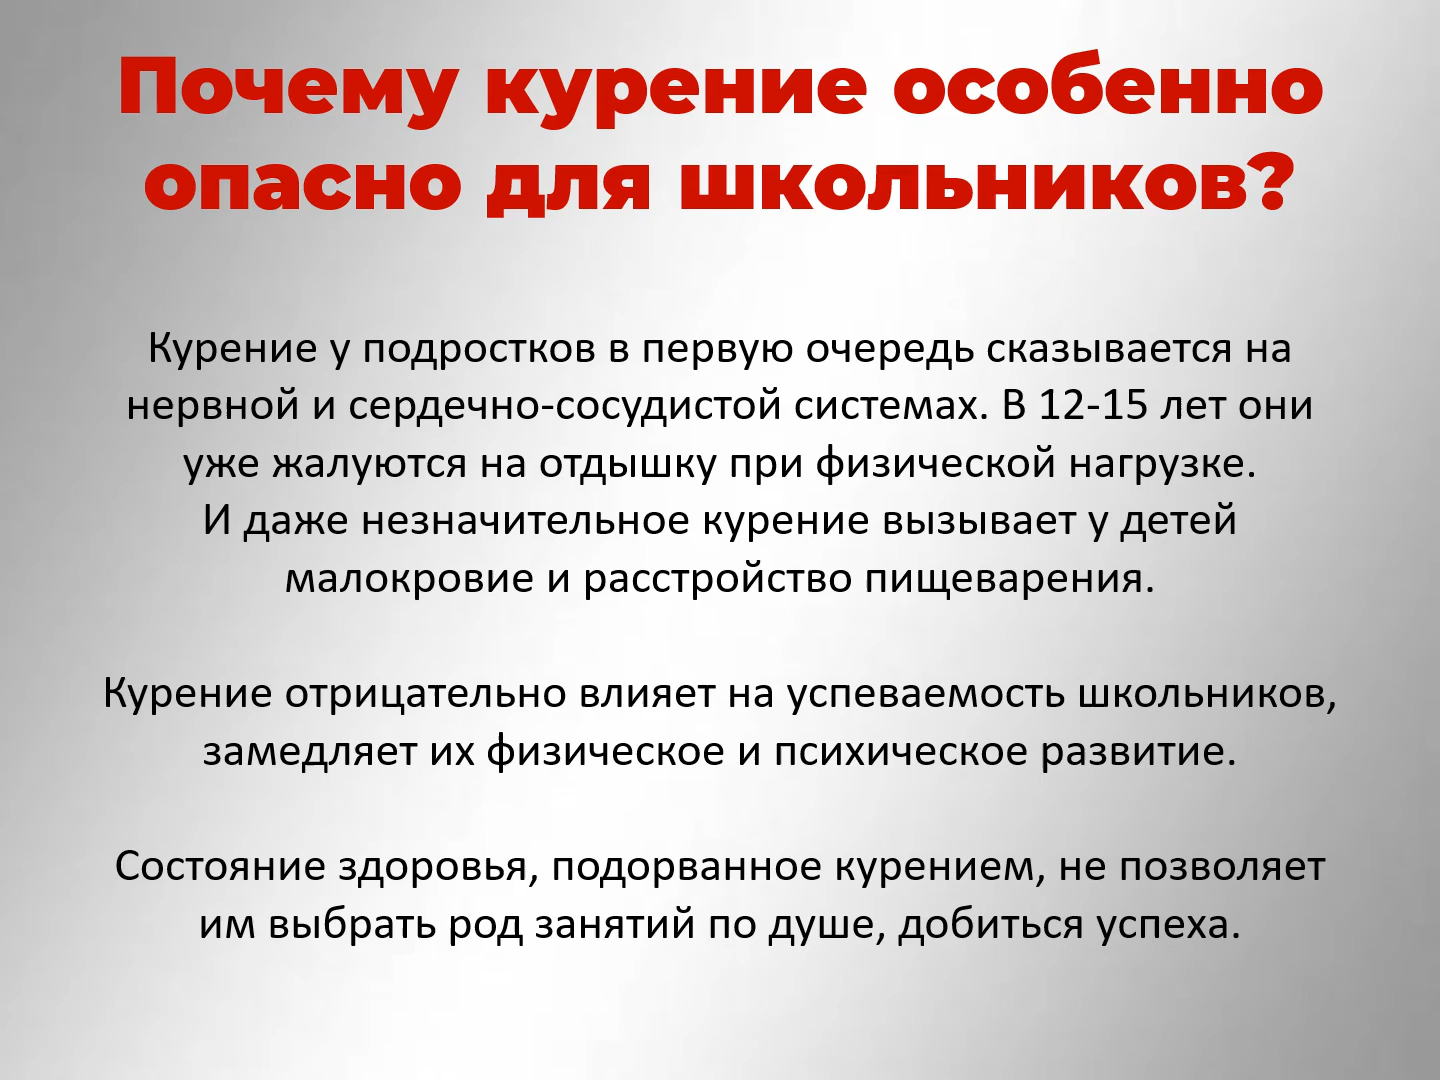 Почему курение особенно
опасно для школьников?
Курение у подростков в первую очередь сказывается на
нервной и сердечно-сосудистой системах. В 12-15 лет они
уже жалуются на отдышку при физической нагрузке.
И даже незначительное курение вызывает у детей
малокровие и расстройство пищеварения.
Курение отрицательно влияет на успеваемость школьников,
замедляет их физическое и психическое развитие.
Состояние здоровья, подорванное курением, не позволяет
им выбрать род занятий по душе, добиться успеха.